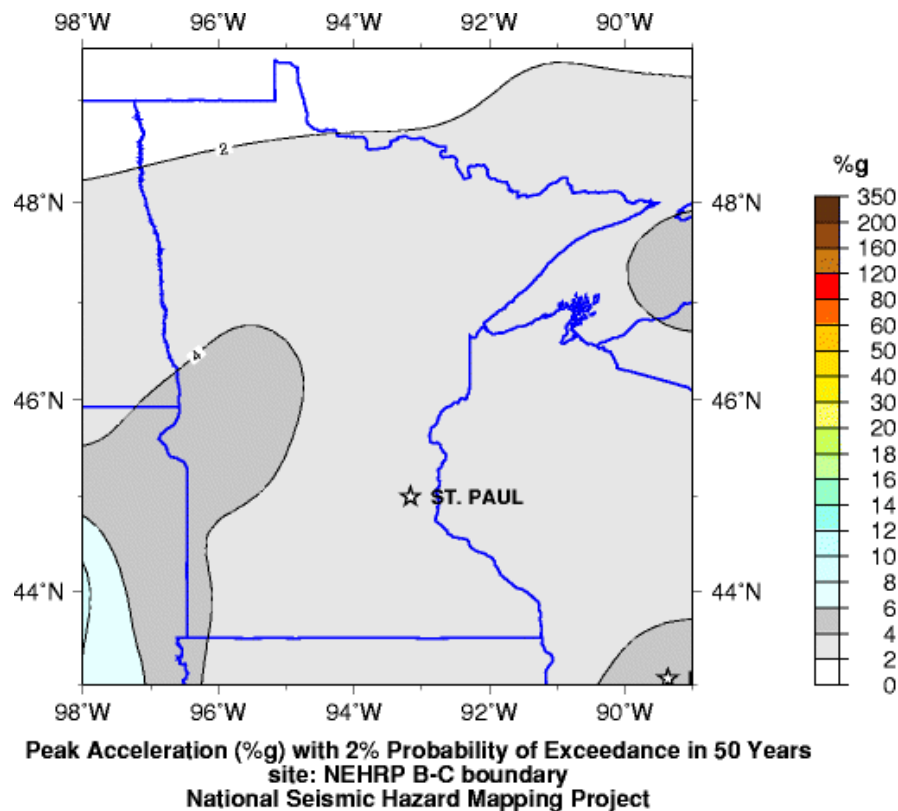 98˚W 96˚W 94˚W 92˚W 90˚W
2
%g
48˚N 48˚N
350
200
160
120
80
60
50
40
30
20
18
16
14
12
10
8
6
4
2
0
4
46˚N 46˚N
ST. PAUL
44˚N 44˚N
98˚W 96˚W 94˚W 92˚W 90˚W
Peak Acceleration (%g) with 2% Probability of Exceedance in 50 Years
site: NEHRP B-C boundary
National Seismic Hazard Mapping Project